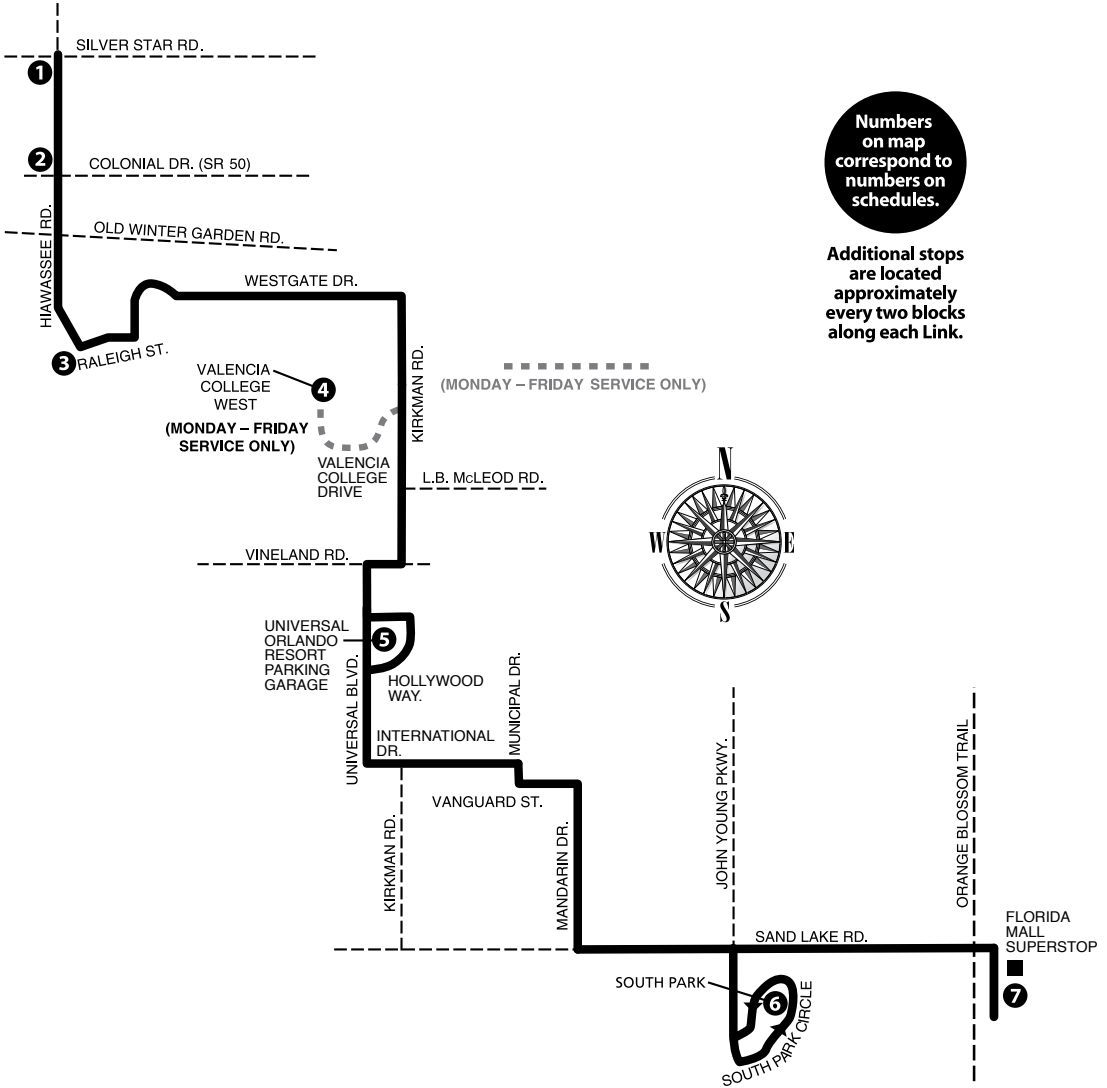 SILVER STAR RD.
1
2
COLONIAL DR. (SR 50)
HIAWASSEE RD.
OLD WINTER GARDEN RD.
WESTGATE DR.
3
RALEIGH ST.
VALENCIA
COLLEGE
WEST
4
(MONDAY – FRIDAY
SERVICE ONLY)
KIRKMAN RD.
(MONDAY – FRIDAY SERVICE ONLY)
VALENCIA
COLLEGE
DRIVE
L.B. McLEOD RD.
VINELAND RD.
Numbers
on map
correspond to
numbers on
schedules.
Additional stops
are located
approximately
every two blocks
along each Link.
N
W
E
S
UNIVERSAL
ORLANDO
RESORT
PARKING
GARAGE
5
HOLLYWOOD
WAY.
UNIVERSAL BLVD.
INTERNATIONAL
DR.
MUNICIPAL DR.
VANGUARD ST.
KIRKMAN RD.
MANDARIN DR.
JOHN YOUNG PKWY.
ORANGE BLOSSOM TRAIL
SAND LAKE RD.
FLORIDA
MALL
SUPERSTOP
7
SOUTH PARK
6
SOUTH PARK CIRCLE